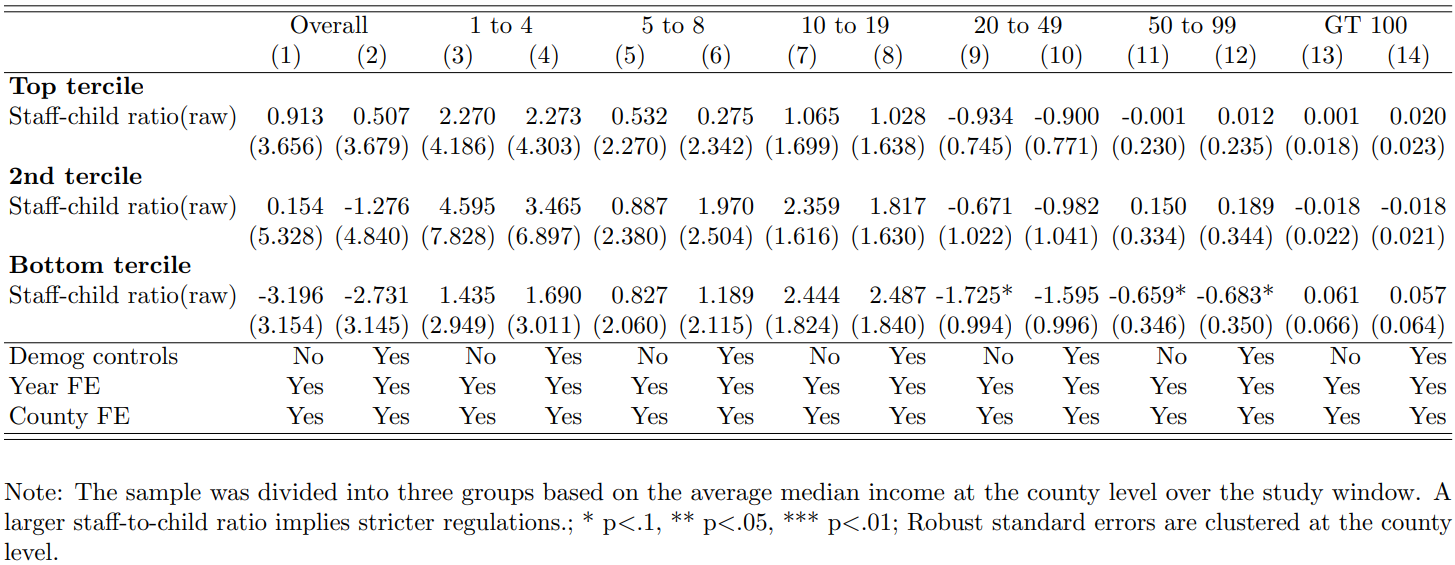 Overall 1 to 4 5 to 8 10 to 19 20 to 49 50 to 99 GT 100
(1) (2) (3) (4) (5) (6) (7) (8) (9) (10) (11) (12) (13) (14)
Top tercile
Staff-child ratio(raw) 0.913 0.507 2.270 2.273 0.532 0.275 1.065 1.028 -0.934 -0.900 -0.001 0.012 0.001 0.020
(3.656) (3.679) (4.186) (4.303) (2.270) (2.342) (1.699) (1.638) (0.745) (0.771) (0.230) (0.235) (0.018) (0.023)
2nd tercile
Staff-child ratio(raw) 0.154 -1.276 4.595 3.465 0.887 1.970 2.359 1.817 -0.671 -0.982 0.150 0.189 -0.018 -0.018
(5.328) (4.840) (7.828) (6.897) (2.380) (2.504) (1.616) (1.630) (1.022) (1.041) (0.334) (0.344) (0.022) (0.021)
Bottom tercile
Staff-child ratio(raw) -3.196 -2.731 1.435 1.690 0.827 1.189 2.444 2.487 -1.725* -1.595 -0.659* -0.683* 0.061 0.057
(3.154) (3.145) (2.949) (3.011) (2.060) (2.115) (1.824) (1.840) (0.994) (0.996) (0.346) (0.350) (0.066) (0.064)
Demog controls No Yes No Yes No Yes No Yes No Yes No Yes No Yes
Year FE Yes Yes Yes Yes Yes Yes Yes Yes Yes Yes Yes Yes Yes Yes
County FE Yes Yes Yes Yes Yes Yes Yes Yes Yes Yes Yes Yes Yes Yes
Note: The sample was divided into three groups based on the average median income at the county level over the study window. A
larger staff-to-child ratio implies stricter regulations.; * p<.1, ** p<.05, *** p<.01; Robust standard errors are clustered at the county
level.